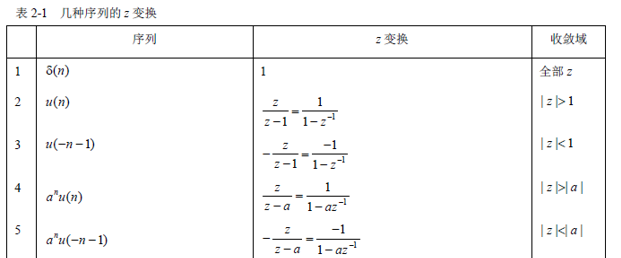 表 2-1 几种序列的 z 变换
序列 z 变换 收敛域
1 δ(n) 1 全部 z
2 u(n) \frac{z}{z-1}=\frac{1}{1-z^{-1}} |z|>1
3 u(-n-1) -\frac{z}{z-1}=\frac{-1}{1-z^{-1}} |z|<1
4 a^n u(n) \frac{z}{z-a}=\frac{1}{1-az^{-1}} |z|>|a|
5 a^n u(-n-1) -\frac{z}{z-a}=\frac{-1}{1-az^{-1}} |z|<|a|